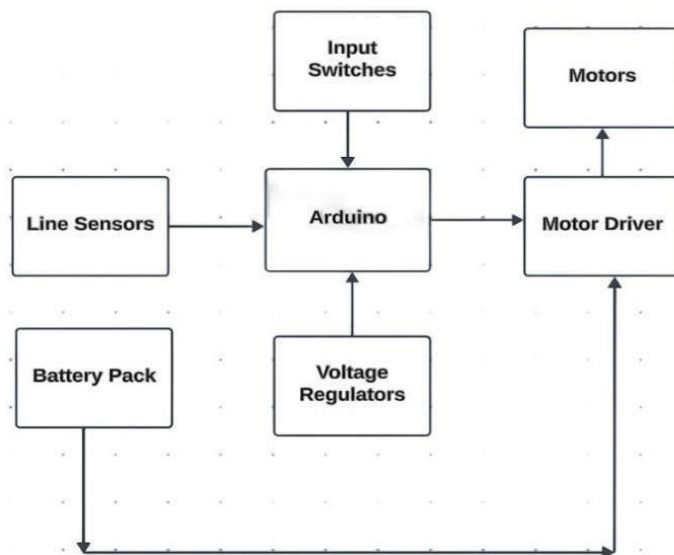 Input
Switches
Motors
Line Sensors
Arduino
Motor Driver
Battery Pack
Voltage
Regulators